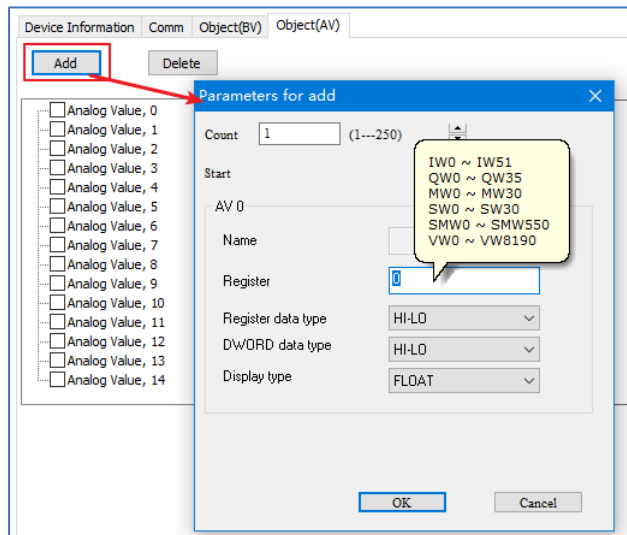 Device Information Comm Object(BV) Object(AV)
Add Delete
Analog Value, 0
Analog Value, 1
Analog Value, 2
Analog Value, 3
Analog Value, 4
Analog Value, 5
Analog Value, 6
Analog Value, 7
Analog Value, 8
Analog Value, 9
Analog Value, 10
Analog Value, 11
Analog Value, 12
Analog Value, 13
Analog Value, 14
Parameters for add
Count 1 (1---250)
Start
AV 0
Name
Register 0
Register data type HI-LO
DWORD data type HI-LO
Display type FLOAT
IW0 ~ IW51
QW0 ~ QW35
MW0 ~ MW30
SW0 ~ SW30
SMW0 ~ SMW550
VW0 ~ VW8190
OK Cancel